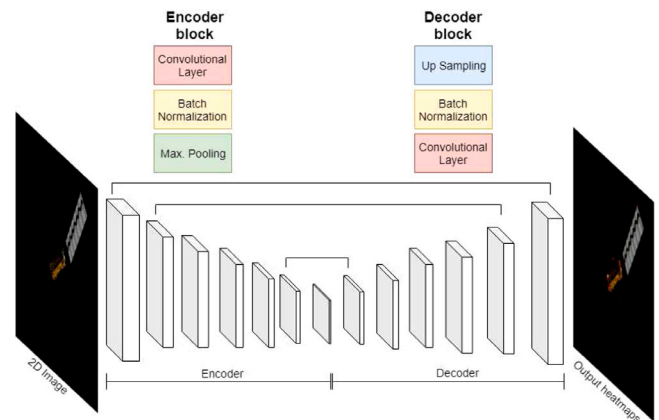 Encoder
block
Decoder
block
Convolutional
Layer
Up Sampling
Batch
Normalization
Batch
Normalization
Max. Pooling
Convolutional
Layer
2D Image
Encoder
Decoder
Output heatmaps